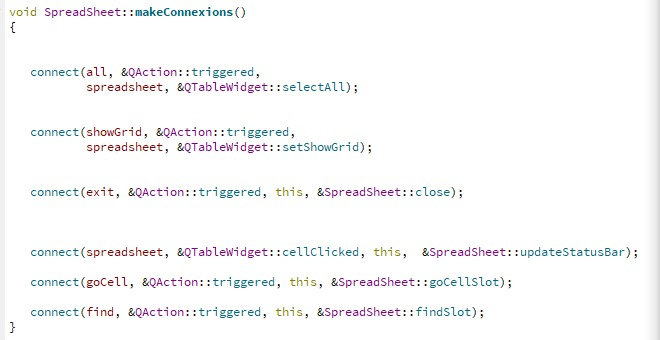 void SpreadSheet::makeConnexions()
{
connect(all, &QAction::triggered,
spreadsheet, &QTableWidget::selectAll);
connect(showGrid, &QAction::triggered,
spreadsheet, &QTableWidget::setShowGrid);
connect(exit, &QAction::triggered, this, &SpreadSheet::close);
connect(spreadsheet, &QTableWidget::cellClicked, this,  &SpreadSheet::updateStatusBar);
connect(goCell, &QAction::triggered, this, &SpreadSheet::goCellSlot);
connect(find, &QAction::triggered, this, &SpreadSheet::findSlot);
}